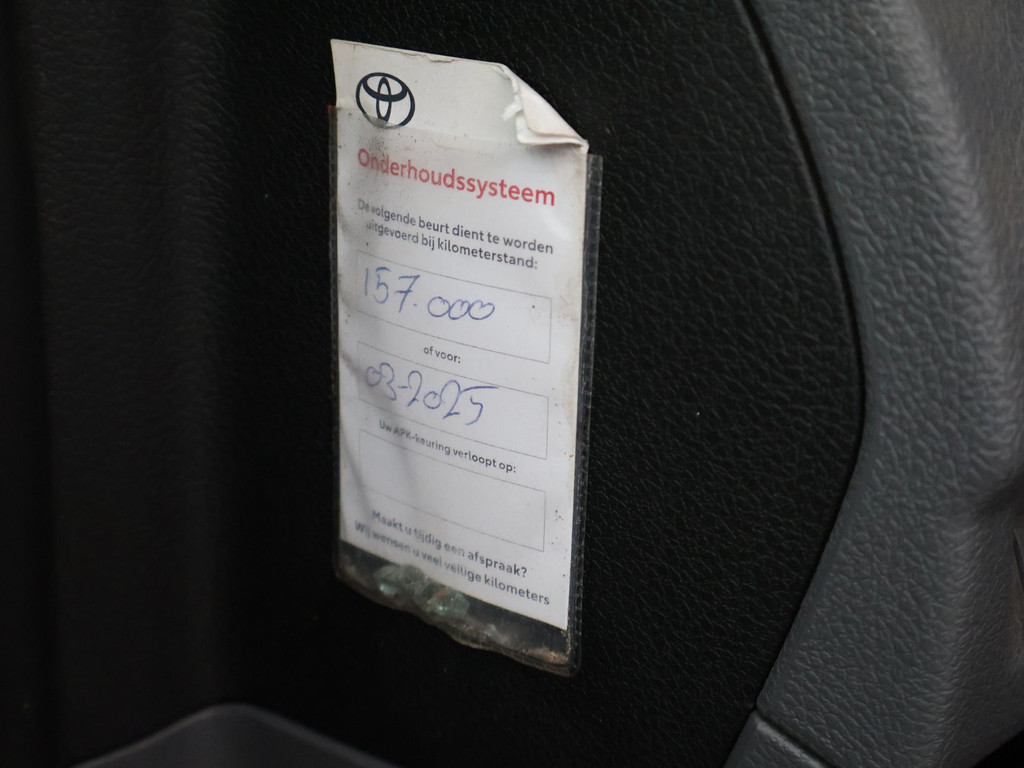 Onderhoudssysteem
De volgende beurt dient te worden
uitgevoerd bij kilometerstand:
157.000
of voor:
03-2025
Uw APK-keuring verloopt op:
Maakt u tijdig een afspraak?
Wij wensen u veel veilige kilometers